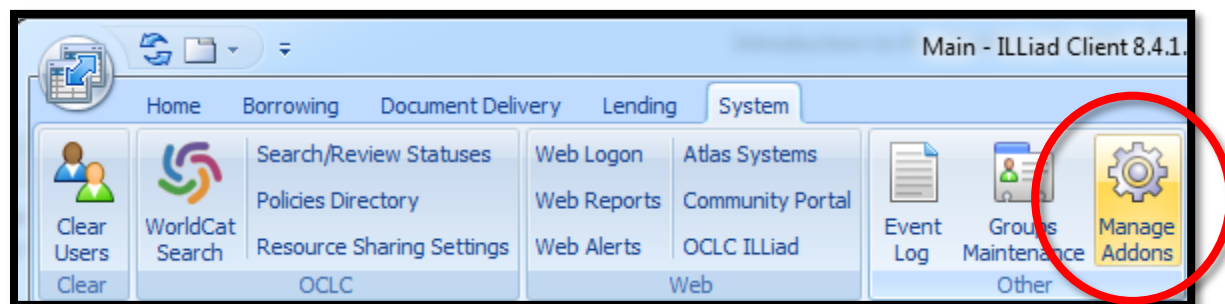 Main - ILLiad Client 8.4.1.
Home Borrowing Document Delivery Lending System
Clear Users
WorldCat Search
Search/Review Statuses
Policies Directory
Resource Sharing Settings
Web Logon
Web Reports
Web Alerts
Atlas Systems
Community Portal
OCLC ILLiad
Event Log
Groups Maintenance
Manage Addons
Clear OCLC Web Other